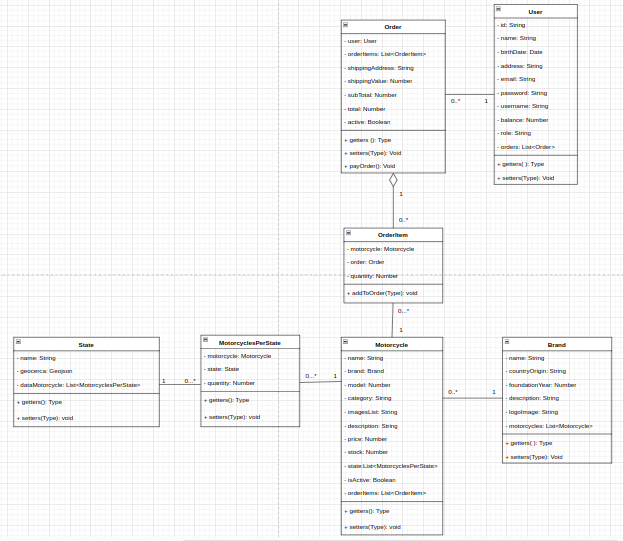 User
- id: String
- name: String
- birthDate: Date
- address: String
- email: String
- password: String
- username: String
- balance: Number
- role: String
- orders: List<Order>
+ getters( ): Type
+ setters(Type): Void
Order
- user: User
- orderItems: List<OrderItem>
- shippingAddress: String
- shippingValue: Number
- subTotal: Number
- total: Number
- active: Boolean
+ getters (): Type
+ setters(Type): Void
+ payOrder(): Void
0..*
1
1
0..*
OrderItem
- motorcycle: Motorcycle
- order: Order
- quantity: Number
+ addToOrder(Type): void
0...*
1
State
- name: String
- geocerca: Geojson
- dataMotorcycle: List<MotorcyclesPerState>
+ getters(): Type
+ setters(Type): void
1
0...*
MotorcyclesPerState
- motorcycle: Motorcycle
- state: State
- quantity: Number
+ getters(): Type
+ setters(Type): void
0...*
1
Motorcycle
- name: String
- brand: Brand
- model: Number
- category: String
- imagesList: String
- description: String
- price: Number
- stock: Number
- state:List<MotorcyclesPerState>
- isActive: Boolean
- orderItems: List<OrderItem>
+ getters(): Type
+ setters(Type): void
0..*
1
Brand
- name: String
- countryOrigin: String
- foundationYear: Number
- description: String
- logoImage: String
- motorcycles: List<Motorcycle>
+ getters( ): Type
+ setters(Type): Void